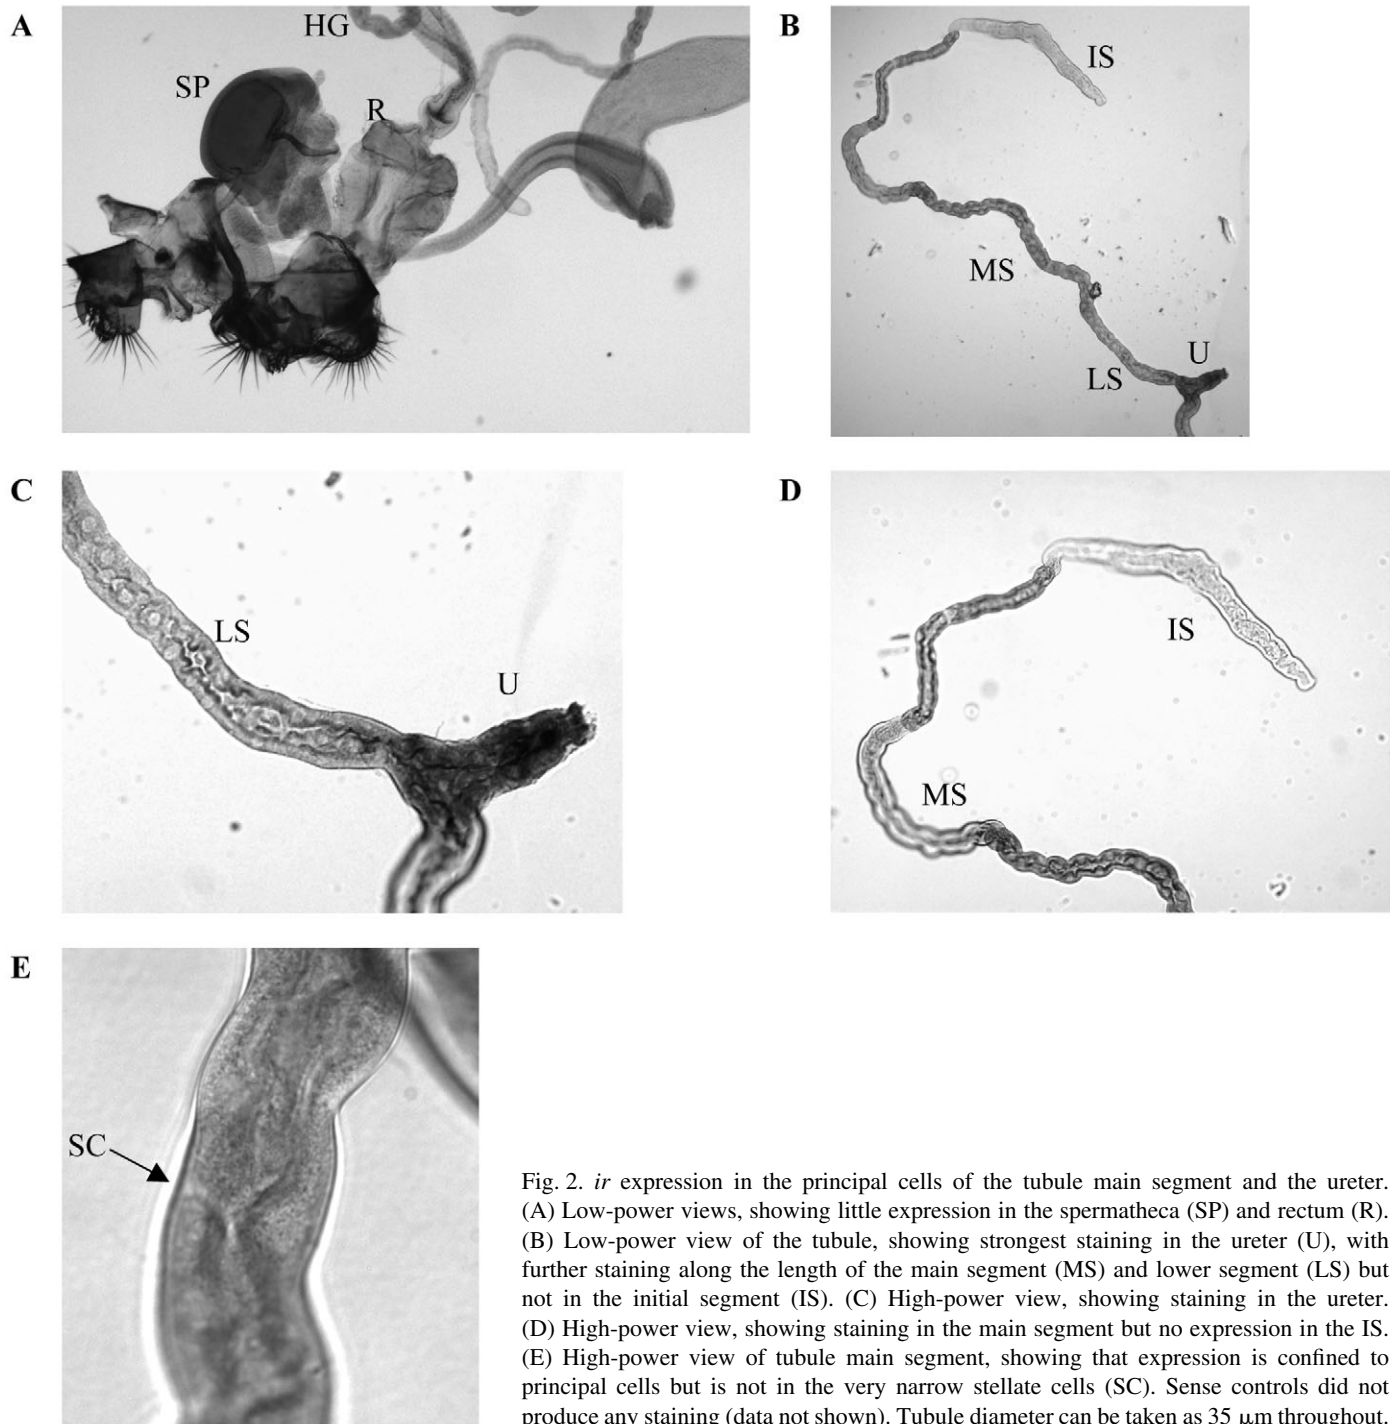 A
HG
SP
R
B
IS
MS
U
LS
C
LS
U
D
IS
MS
E
SC
Fig. 2. ir expression in the principal cells of the tubule main segment and the ureter.
(A) Low-power views, showing little expression in the spermatheca (SP) and rectum (R).
(B) Low-power view of the tubule, showing strongest staining in the ureter (U), with
further staining along the length of the main segment (MS) and lower segment (LS) but
not in the initial segment (IS). (C) High-power view, showing staining in the ureter.
(D) High-power view, showing staining in the main segment but no expression in the IS.
(E) High-power view of tubule main segment, showing that expression is confined to
principal cells but is not in the very narrow stellate cells (SC). Sense controls did not
produce any staining (data not shown). Tubule diameter can be taken as 35 μm throughout.